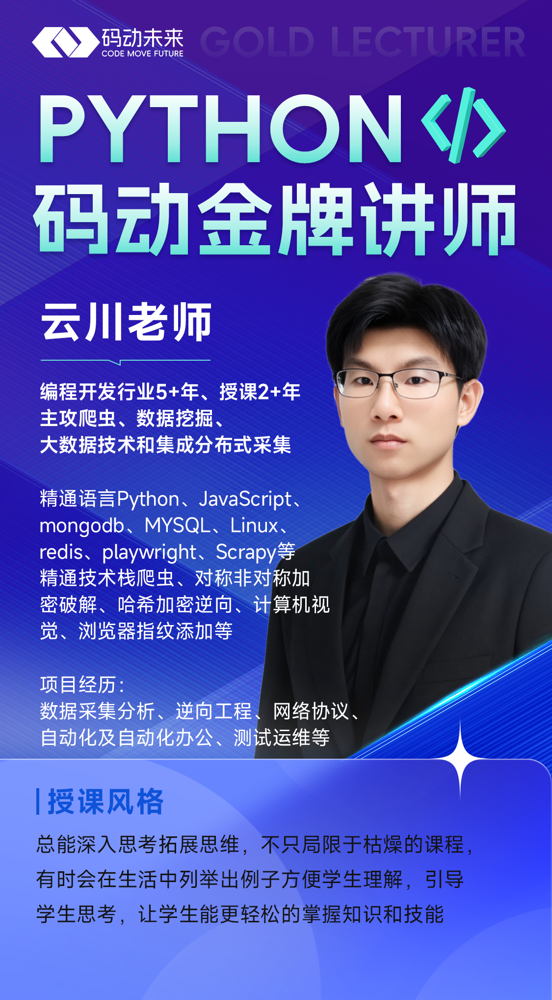 码动未来
CODE MOVE FUTURE
GOLD LECTURER
PYTHON </>
码动金牌讲师
云川老师
编程开发行业5+年、授课2+年
主攻爬虫、数据挖掘、
大数据技术和集成分布式采集
精通语言Python、JavaScript、
mongodb、MYSQL、Linux、
redis、playwright、Scrapy等
精通技术栈爬虫、对称非对称加
密破解、哈希加密逆向、计算机视
觉、浏览器指纹添加等
项目经历：
数据采集分析、逆向工程、网络协议、
自动化及自动化办公、测试运维等
授课风格
总能深入思考拓展思维，不只局限于枯燥的课程，
有时会在生活中列举出例子方便学生理解，引导
学生思考，让学生能更轻松的掌握知识和技能